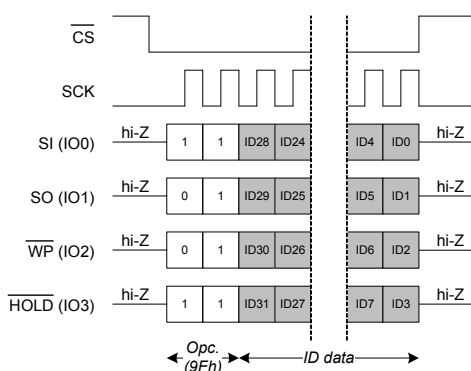 CS
SCK
hi-Z hi-Z
SI (IO0) 1 1 ID28 ID24 ID4 ID0
hi-Z hi-Z
SO (IO1) 0 1 ID29 ID25 ID5 ID1
hi-Z hi-Z
WP (IO2) 0 1 ID30 ID26 ID6 ID2
hi-Z hi-Z
HOLD (IO3) 1 1 ID31 ID27 ID7 ID3
Opc. ID data
(9Fh)